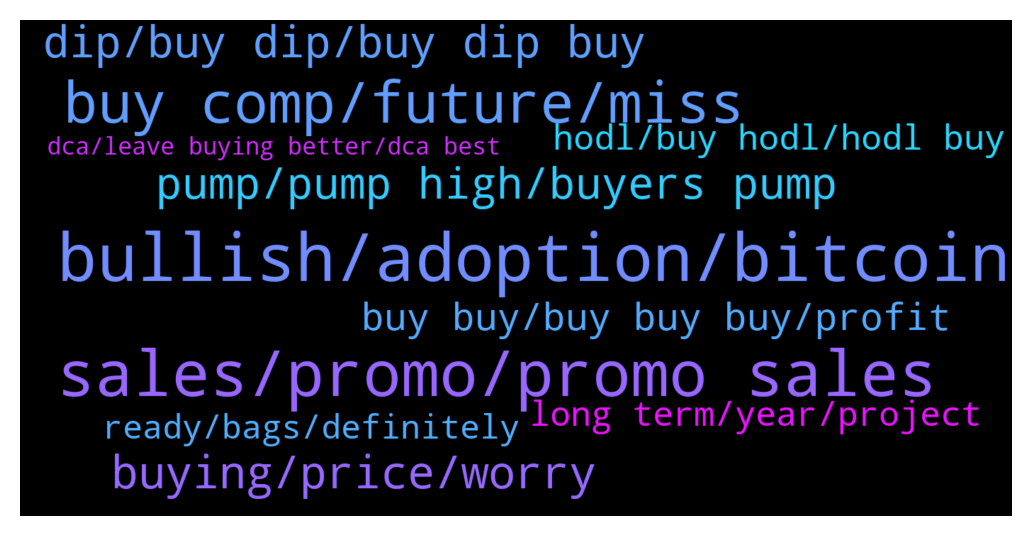 dip/buy dip/buy dip buy
buy comp/future/miss
hodl/buy hodl/hodl buy
dca/leave buying better/dca best
pump/pump high/buyers pump
bullish/adoption/bitcoin
buy buy/buy buy buy/profit
sales/promo/promo sales
long term/year/project
ready/bags/definitely
buying/price/worry